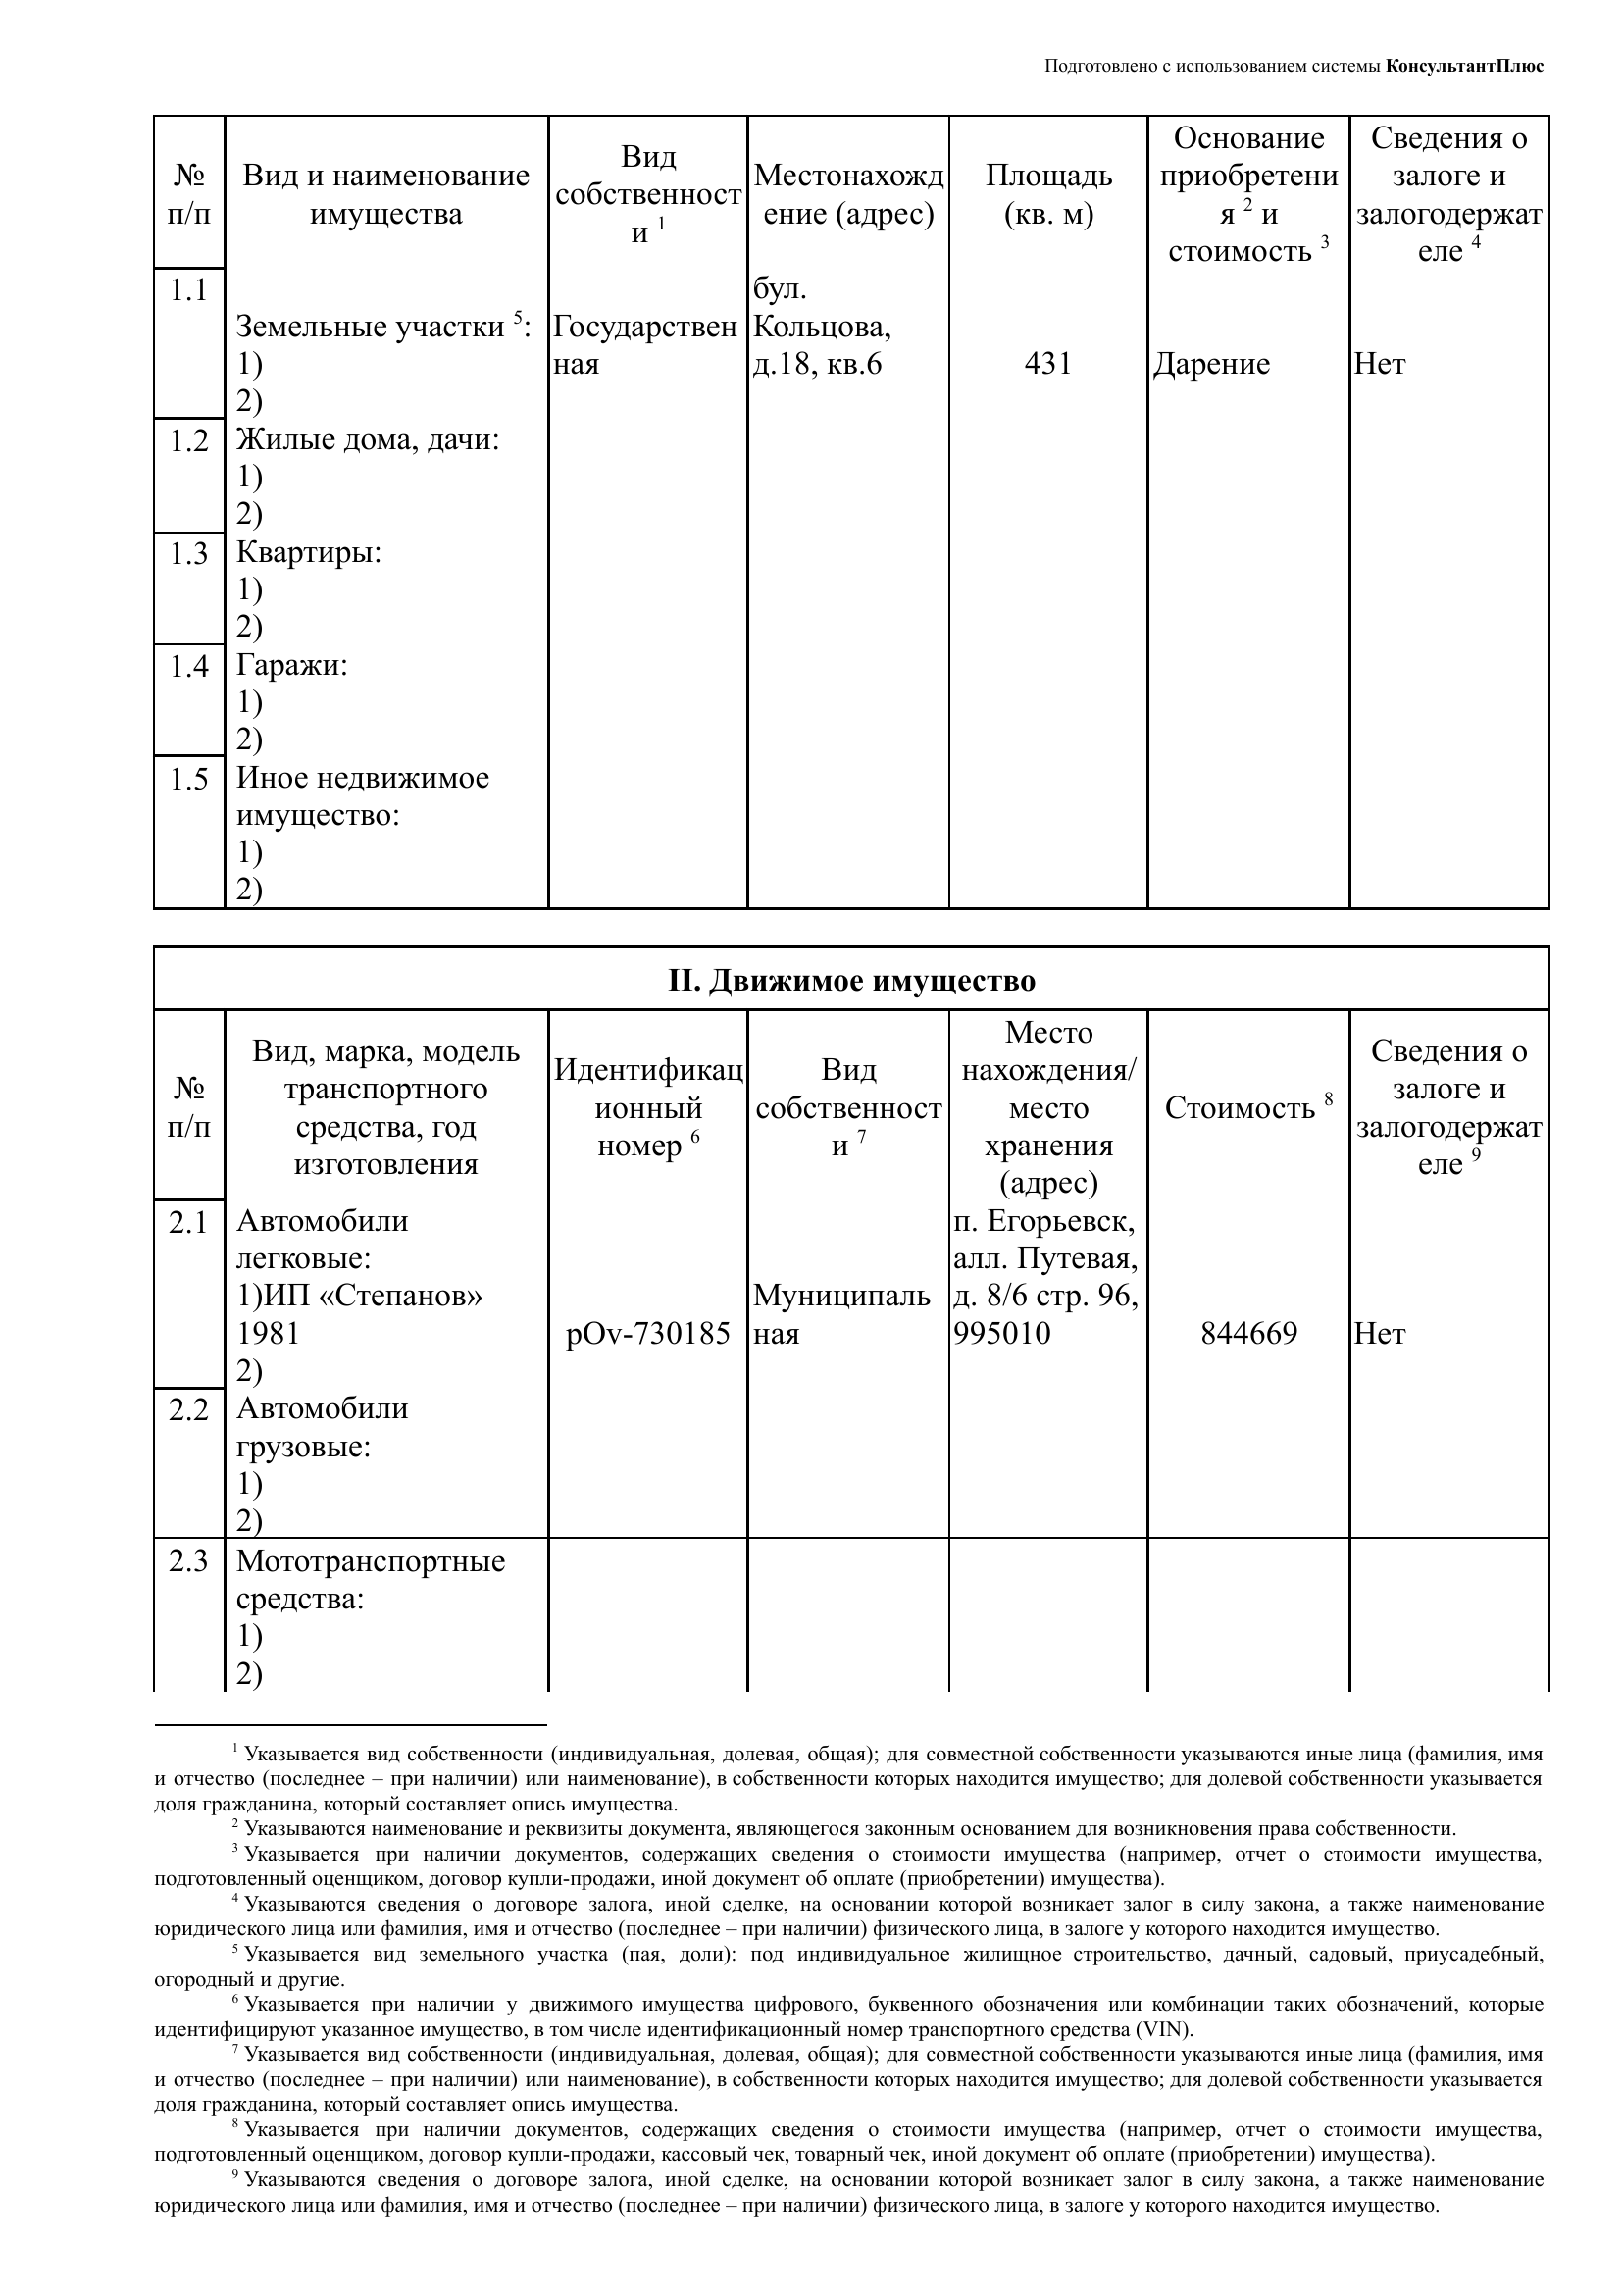 Подготовлено с использованием системы КонсультантПлюс
№
п/п
Вид и наименование
имущества
Вид
собственност
и 1
Местонахожд
ение (адрес)
Площадь
(кв. м)
Основание
приобретени
я 2 и
стоимость 3
Сведения о
залоге и
залогодержат
еле 4
1.1
Земельные участки 5:
1)
2)
Государствен
ная
бул.
Кольцова,
д.18, кв.6
431
Дарение
Нет
1.2
Жилые дома, дачи:
1)
2)
1.3
Квартиры:
1)
2)
1.4
Гаражи:
1)
2)
1.5
Иное недвижимое
имущество:
1)
2)
II. Движимое имущество
№
п/п
Вид, марка, модель
транспортного
средства, год
изготовления
Идентификац
ионный
номер 6
Вид
собственност
и 7
Место
нахождения/
место
хранения
(адрес)
Стоимость 8
Сведения о
залоге и
залогодержат
еле 9
2.1
Автомобили
легковые:
1)ИП «Степанов»
1981
2)
pOv-730185
Муниципаль
ная
п. Егорьевск,
алл. Путевая,
д. 8/6 стр. 96,
995010
844669
Нет
2.2
Автомобили
грузовые:
1)
2)
2.3
Мототранспортные
средства:
1)
2)
1 Указывается вид собственности (индивидуальная, долевая, общая); для совместной собственности указываются иные лица (фамилия, имя
и отчество (последнее – при наличии) или наименование), в собственности которых находится имущество; для долевой собственности указывается
доля гражданина, который составляет опись имущества.
2 Указываются наименование и реквизиты документа, являющегося законным основанием для возникновения права собственности.
3 Указывается при наличии документов, содержащих сведения о стоимости имущества (например, отчет о стоимости имущества,
подготовленный оценщиком, договор купли-продажи, иной документ об оплате (приобретении) имущества).
4 Указываются сведения о договоре залога, иной сделке, на основании которой возникает залог в силу закона, а также наименование
юридического лица или фамилия, имя и отчество (последнее – при наличии) физического лица, в залоге у которого находится имущество.
5 Указывается вид земельного участка (пая, доли): под индивидуальное жилищное строительство, дачный, садовый, приусадебный,
огородный и другие.
6 Указывается при наличии у движимого имущества цифрового, буквенного обозначения или комбинации таких обозначений, которые
идентифицируют указанное имущество, в том числе идентификационный номер транспортного средства (VIN).
7 Указывается вид собственности (индивидуальная, долевая, общая); для совместной собственности указываются иные лица (фамилия, имя
и отчество (последнее – при наличии) или наименование), в собственности которых находится имущество; для долевой собственности указывается
доля гражданина, который составляет опись имущества.
8 Указывается при наличии документов, содержащих сведения о стоимости имущества (например, отчет о стоимости имущества,
подготовленный оценщиком, договор купли-продажи, кассовый чек, товарный чек, иной документ об оплате (приобретении) имущества).
9 Указываются сведения о договоре залога, иной сделке, на основании которой возникает залог в силу закона, а также наименование
юридического лица или фамилия, имя и отчество (последнее – при наличии) физического лица, в залоге у которого находится имущество.